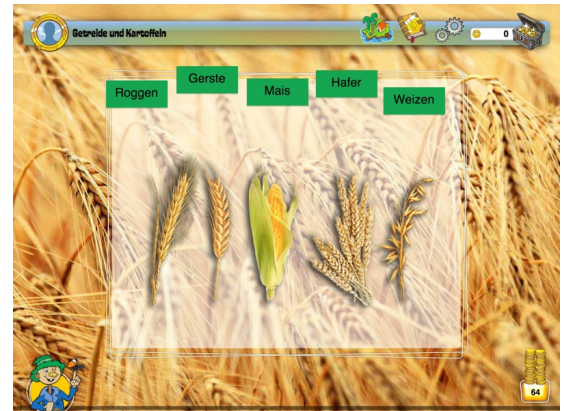 Getreide und Kartoffeln
0
Roggen
Gerste
Mais
Hafer
Weizen
64